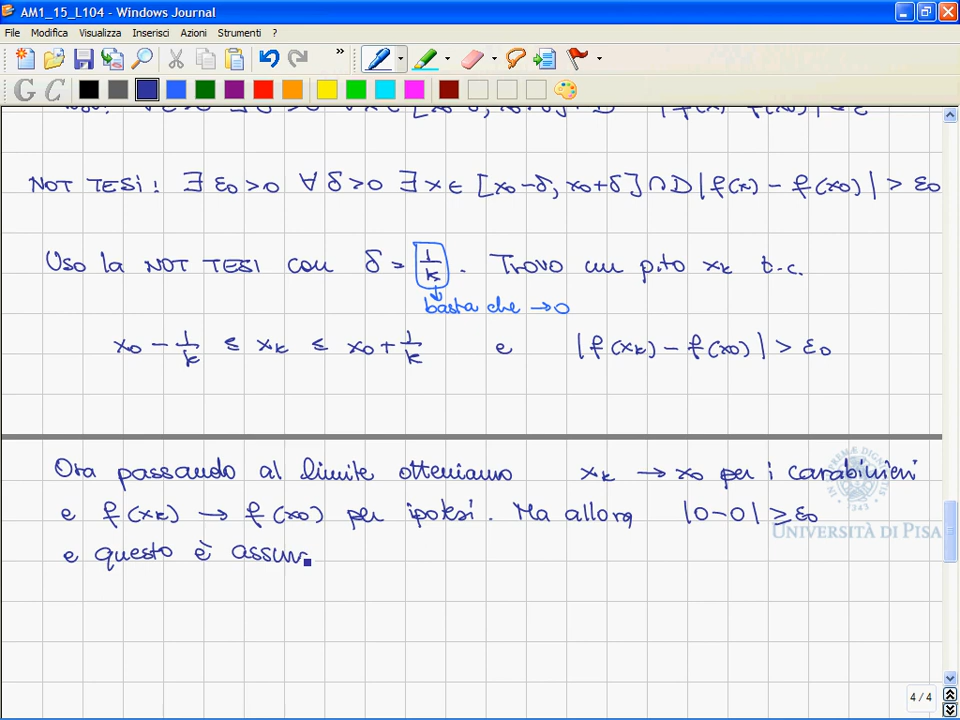 AM1_15_L104 - Windows Journal
File Modifica Visualizza Inserisci Azioni Strumenti ?
NOT TESI : ∃ ε0 > 0 ∀ δ > 0 ∃ x ∈ [x0 - δ, x0 + δ] ∩ D | f(x) - f(x0) | > ε0
Uso la NOT TESI con δ = 1/k . Trovo un p.to xk t.c.
basta che → 0
x0 - 1/k ≤ xk ≤ x0 + 1/k e | f(xk) - f(x0) | > ε0
Ora passando al limite otteniamo xk → x0 per i carabinieri
e f(xk) → f(x0) per ipotesi. Ma allora |0-0| ≥ ε0
UNIVERSITÀ DI PISA
e questo è assur
4 / 4